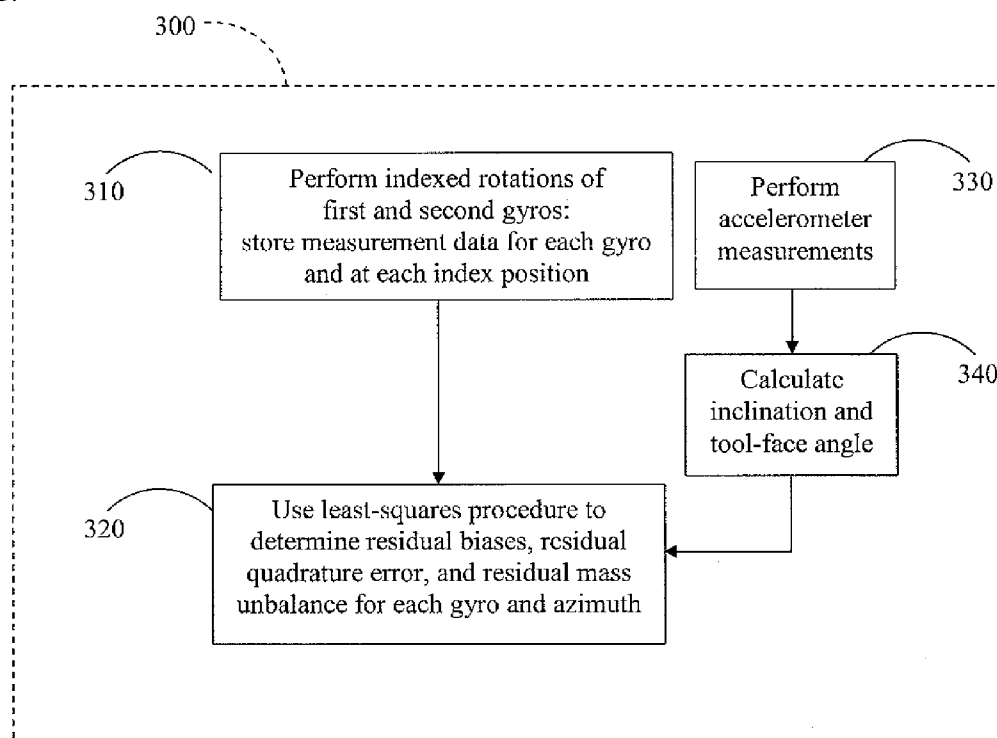 300
310
Perform indexed rotations of
first and second gyros:
store measurement data for each gyro
and at each index position
330
Perform
accelerometer
measurements
340
Calculate
inclination and
tool-face angle
320
Use least-squares procedure to
determine residual biases, residual
quadrature error, and residual mass
unbalance for each gyro and azimuth